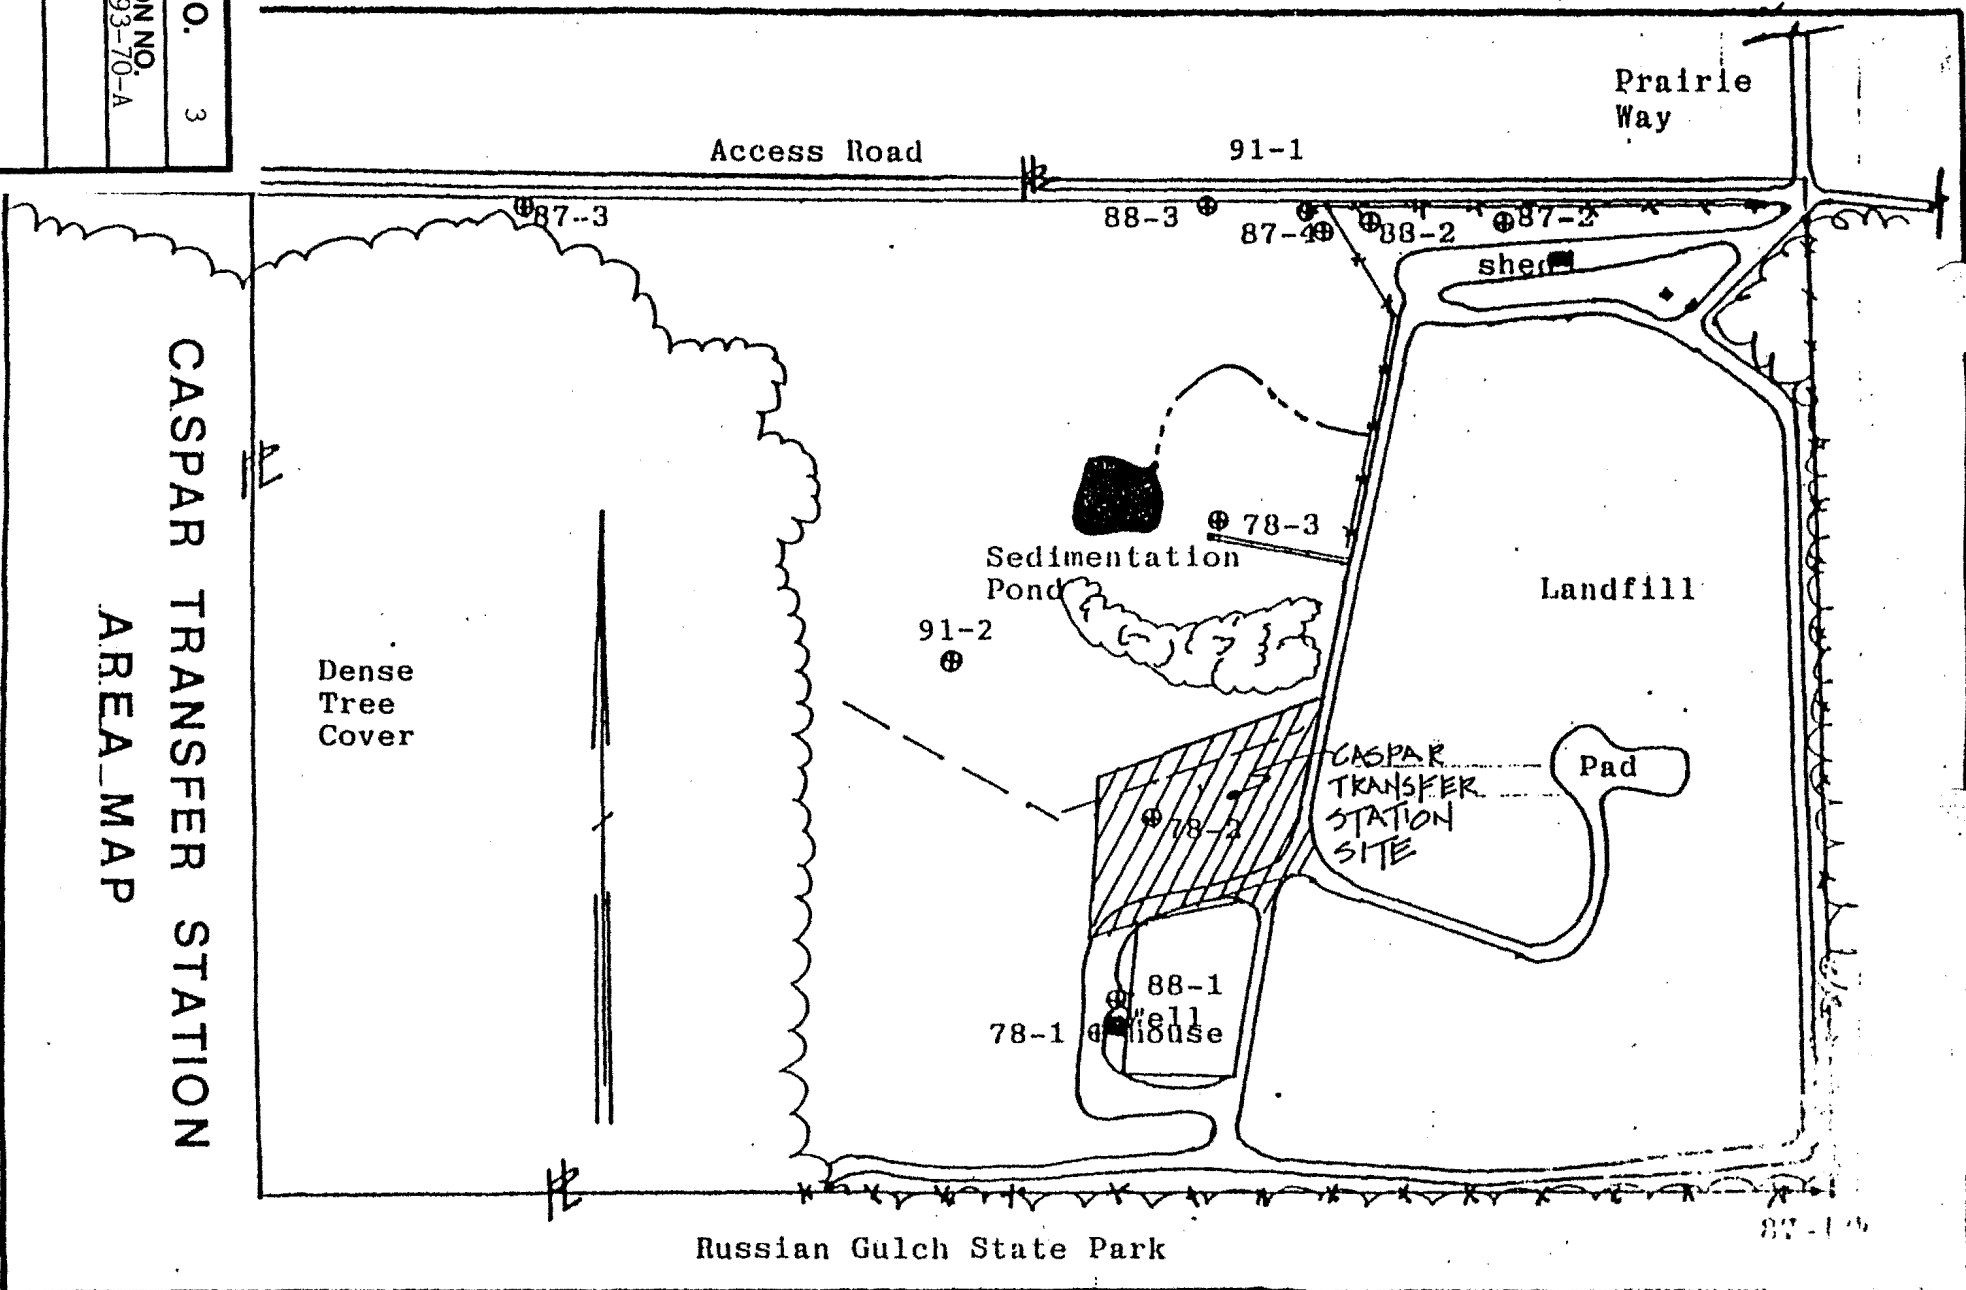 O. 3
ON NO.
93-70-A
CASPAR TRANSFER STATION
AREA MAP
Prairie
Way
Access Road
91-1
87-3
88-3
87-4
88-2
87-2
shed
78-3
Sedimentation
Pond
Landfill
91-2
Dense
Tree
Cover
CASPAR
TRANSFER
STATION
SITE
Pad
78-2
88-1
Well
house
78-1
Russian Gulch State Park